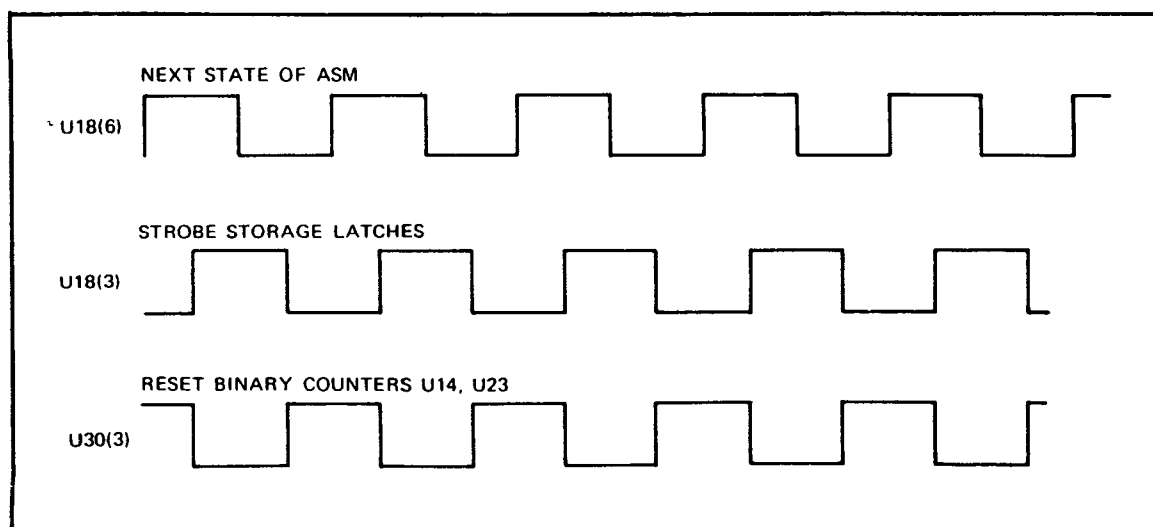 NEXT STATE OF ASM
U18(6)
STROBE STORAGE LATCHES
U18(3)
RESET BINARY COUNTERS U14, U23
U30(3)